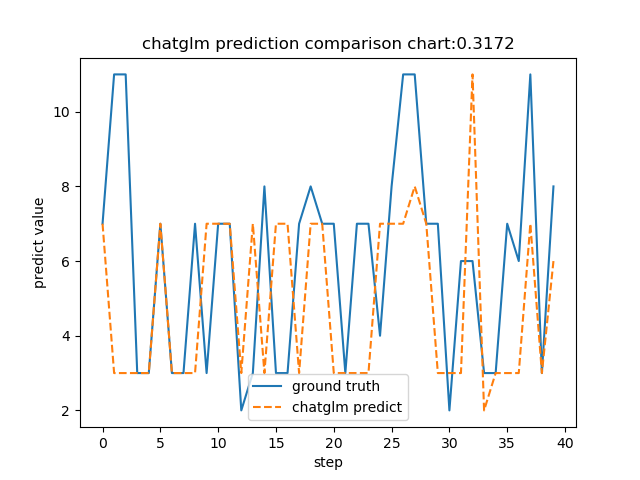 chatglm prediction comparison chart:0.3172
predict value
10
8
6
4
2
ground truth
chatglm predict
0 5 10 15 20 25 30 35 40
step